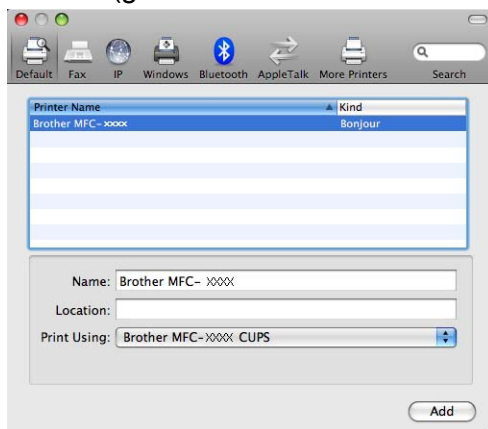 Default Fax IP Windows Bluetooth AppleTalk More Printers Search
Printer Name Kind
Brother MFC-xxxx Bonjour
Name: Brother MFC- XXXX
Location:
Print Using: Brother MFC-XXXX CUPS
Add